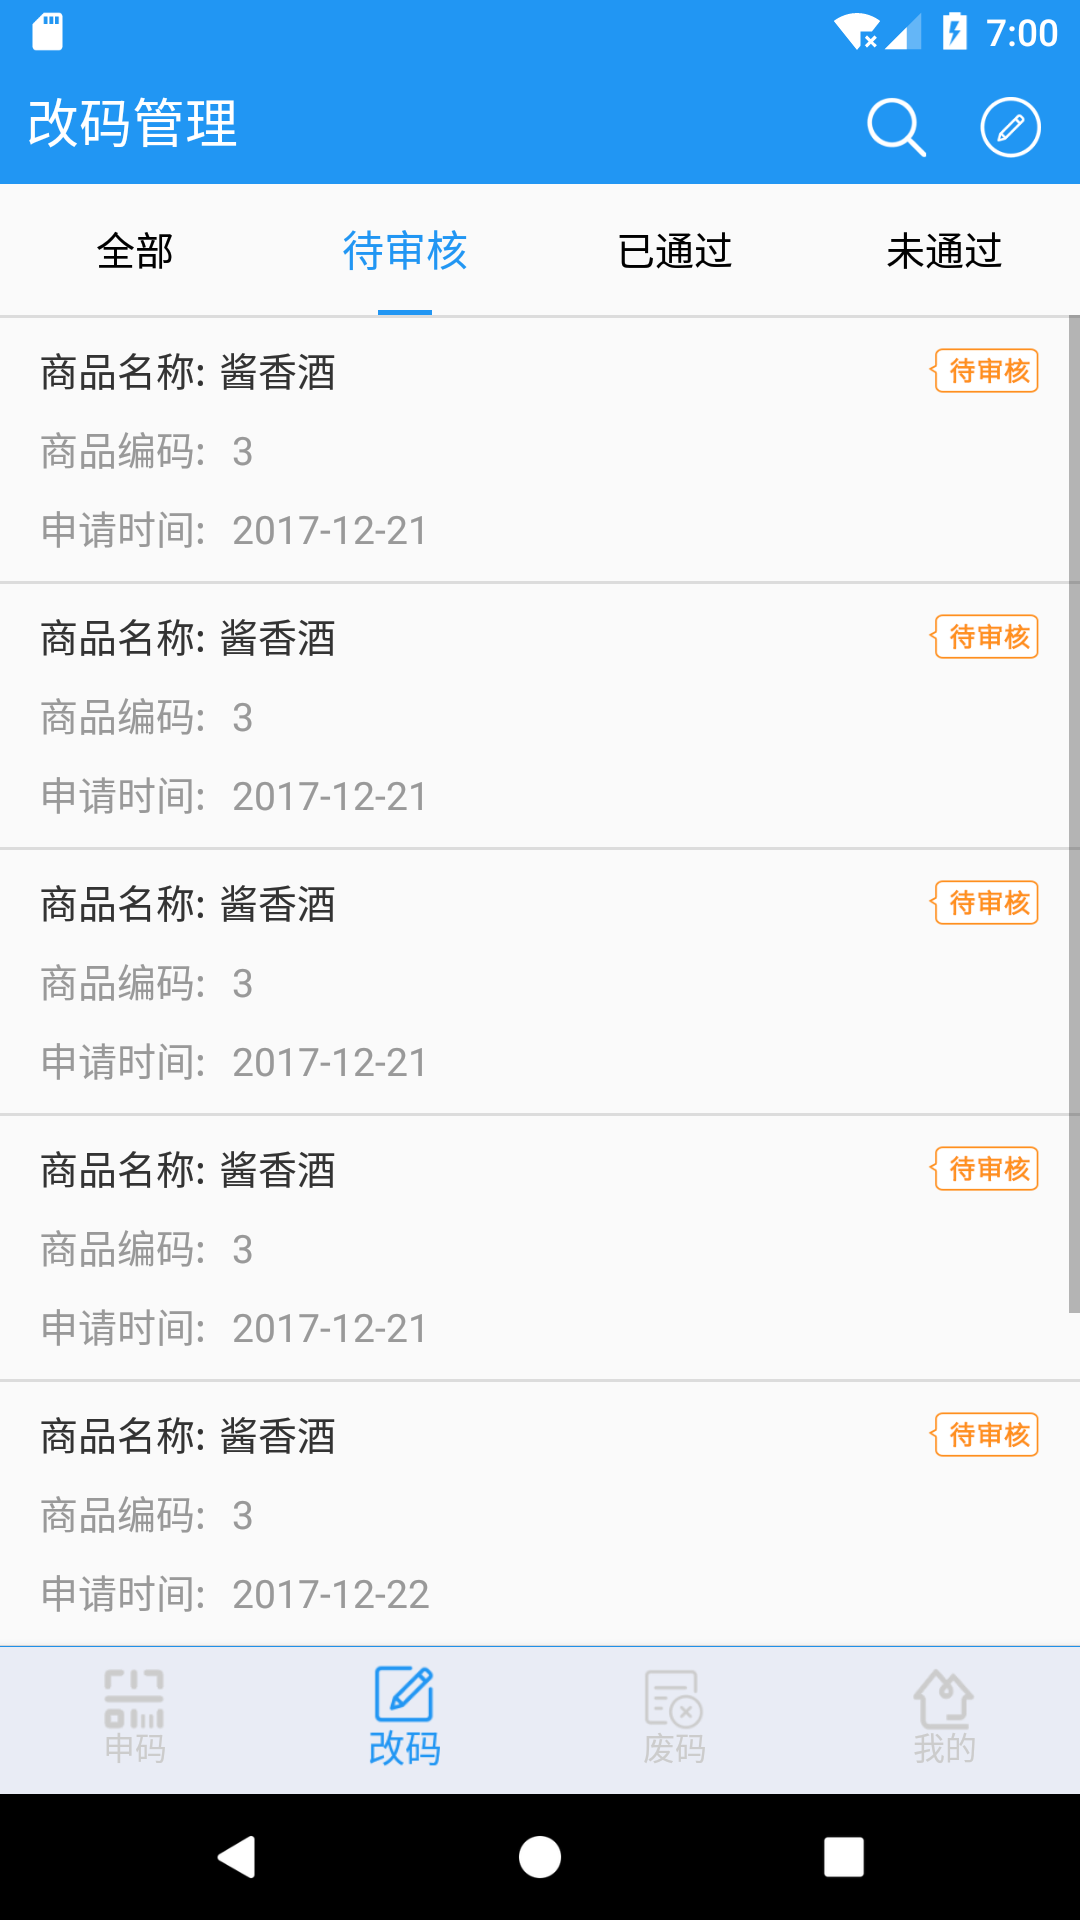 7:00
改码管理
全部 待审核 已通过 未通过
商品名称: 酱香酒 待审核
商品编码: 3
申请时间: 2017-12-21
商品名称: 酱香酒 待审核
商品编码: 3
申请时间: 2017-12-21
商品名称: 酱香酒 待审核
商品编码: 3
申请时间: 2017-12-21
商品名称: 酱香酒 待审核
商品编码: 3
申请时间: 2017-12-21
商品名称: 酱香酒 待审核
商品编码: 3
申请时间: 2017-12-22
申码 改码 废码 我的